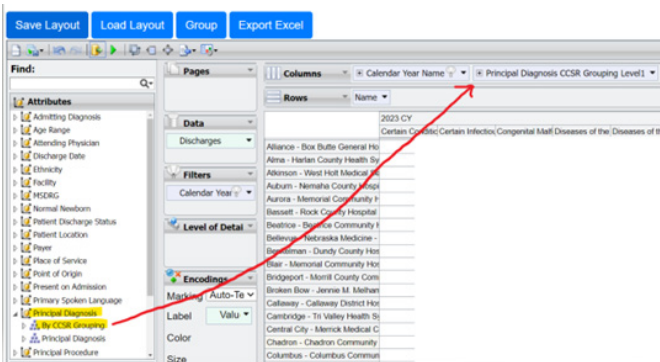 Save Layout
Load Layout
Group
Export Excel
Find:
Attributes
Admitting Diagnosis
Age Range
Attending Physician
Discharge Date
Ethnicity
Facility
MSDRG
Normal Newborn
Patient Discharge Status
Patient Location
Payer
Place of Service
Point of Origin
Present on Admission
Primary Spoken Language
Principal Diagnosis
By CCSR Grouping
Principal Diagnosis
Principal Procedure
Pages
Data
Discharges
Filters
Calendar Year
Level of Detai
Encodings
Marking Auto-Te
Label Valu
Color
Size
Columns Calendar Year Name Principal Diagnosis CCSR Grouping Level1
Rows Name
2023 CY
Certain Conditic Certain Infectio Congenital Malf Diseases of the Diseases of t
Alliance - Box Butte General Ho
Alma - Harlan County Health Sy
Atkinson - West Holt Medical
Auburn - Nemaha County Hospi
Aurora - Memorial Community H
Bassett - Rock County Hospital
Beatrice - Beatrice Community
Bellevue - Nebraska Medicine -
Benkelman - Dundy County Hos
Blair - Memorial Community Hos
Bridgeport - Morrill County Com
Broken Bow - Jennie M. Melham
Callaway - Callaway District Hos
Cambridge - Tri Valley Health Sy
Central City - Merrick Medical C
Chadron - Chadron Community
Columbus - Columbus Commun